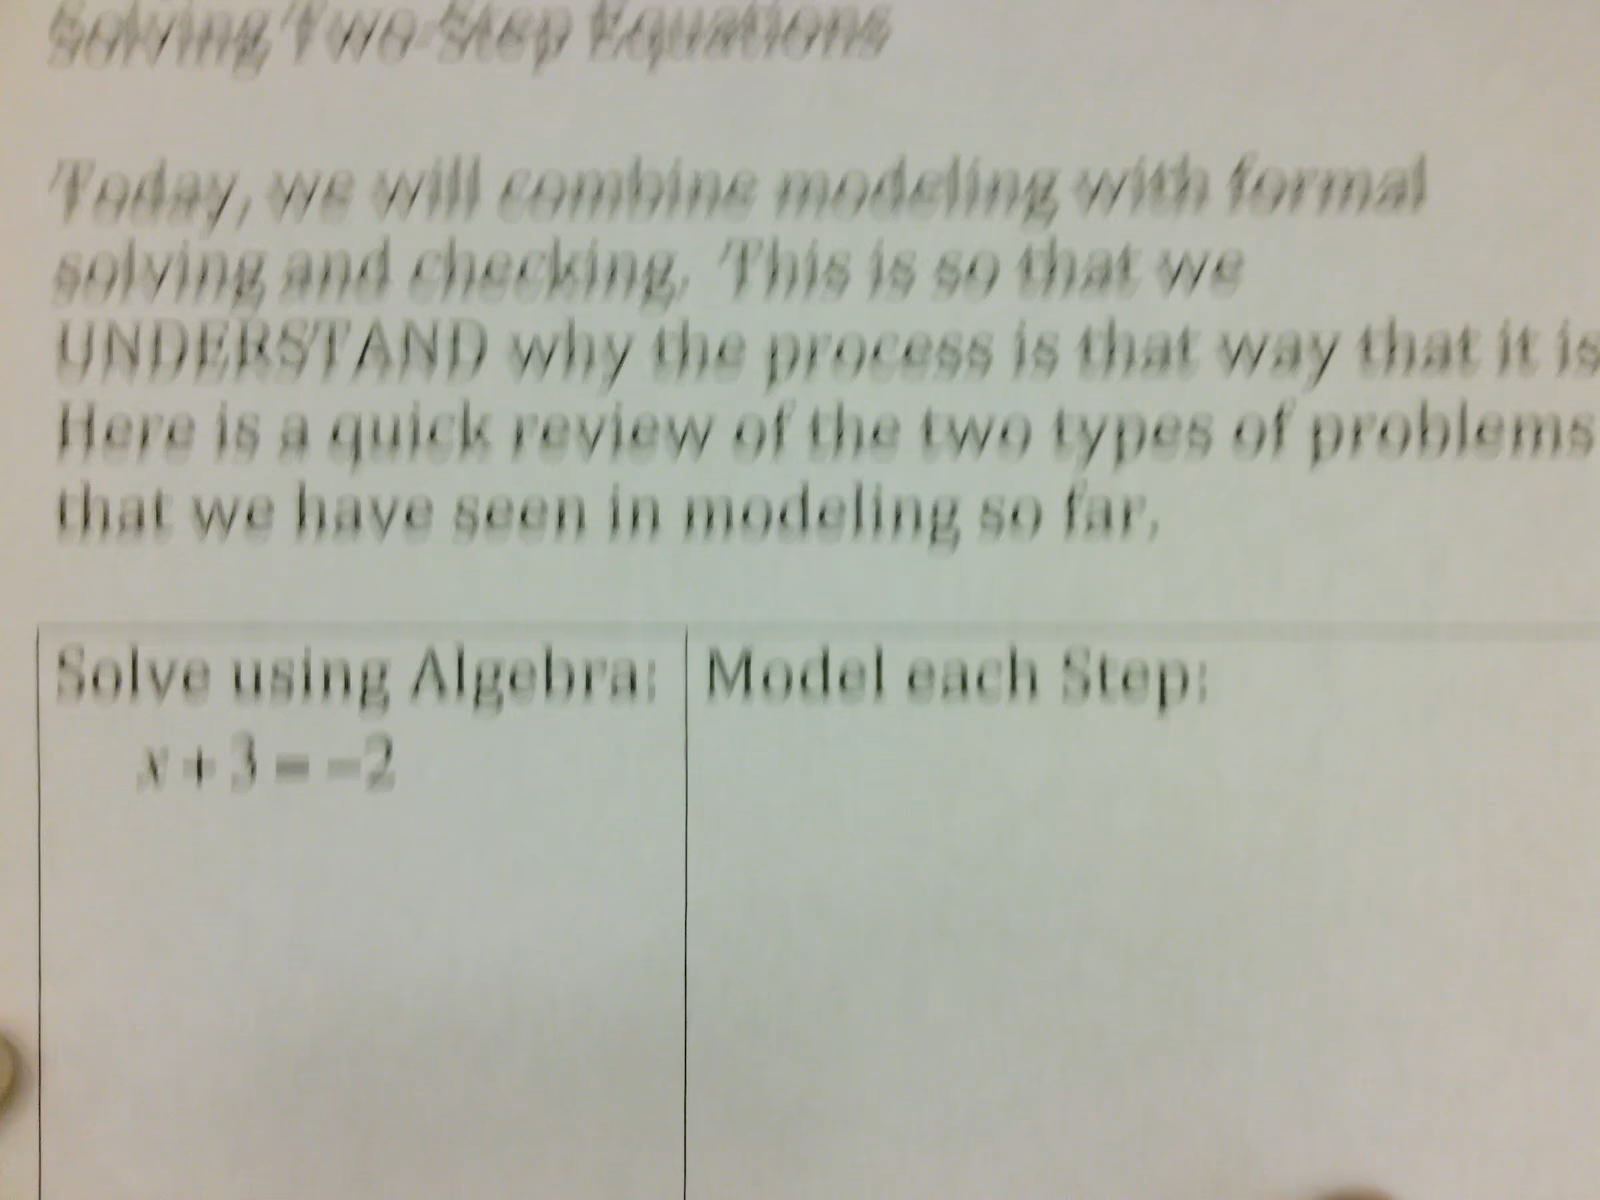 Solving Two-Step Equations
Today, we will combine modeling with formal
solving and checking. This is so that we
UNDERSTAND why the process is that way that it is
Here is a quick review of the two types of problems
that we have seen in modeling so far.
Solve using Algebra:
x + 3 = -2
Model each Step: